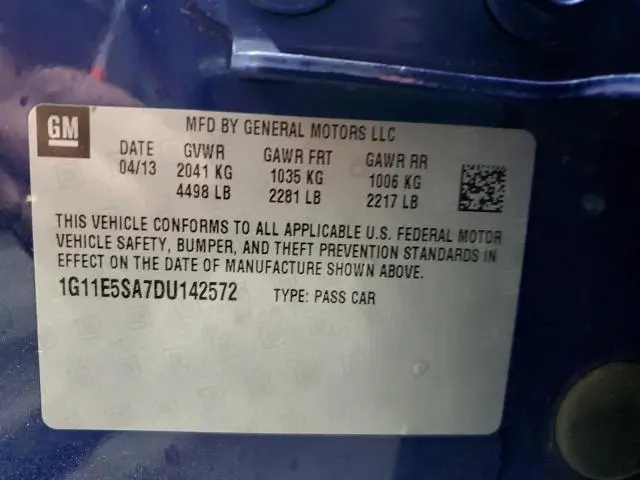 GM
MFD BY GENERAL MOTORS LLC
DATE GVWR GAWR FRT GAWR RR
04/13 2041 KG 1035 KG 1006 KG
4498 LB 2281 LB 2217 LB
THIS VEHICLE CONFORMS TO ALL APPLICABLE U.S. FEDERAL MOTOR
VEHICLE SAFETY, BUMPER, AND THEFT PREVENTION STANDARDS IN
EFFECT ON THE DATE OF MANUFACTURE SHOWN ABOVE.
1G11E5SA7DU142572 TYPE: PASS CAR